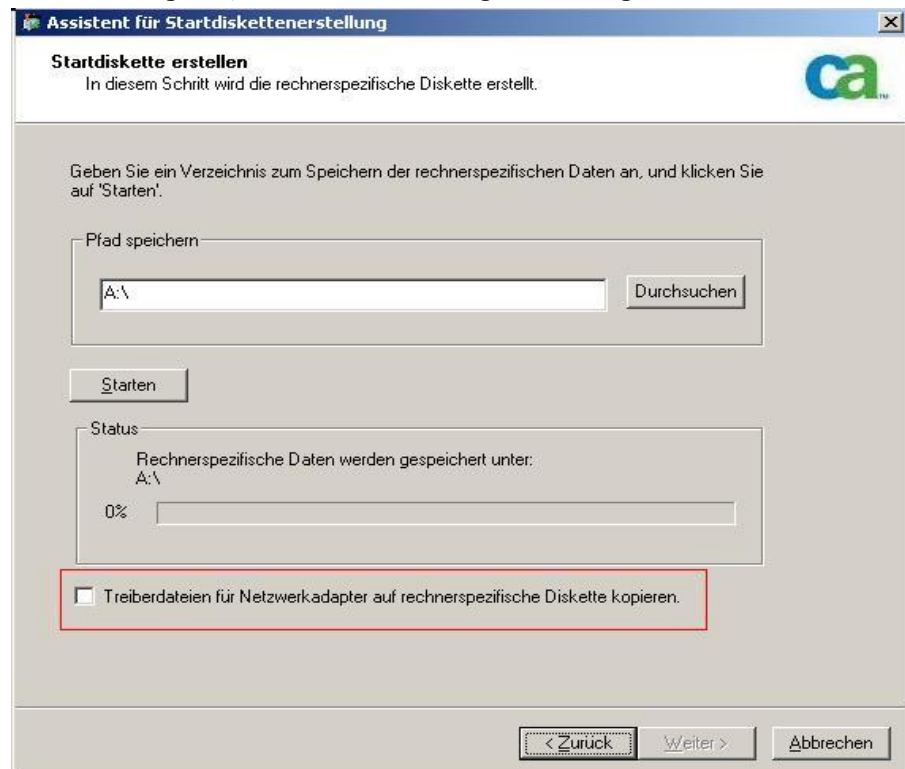 Assistent für Startdiskettenerstellung
Startdiskette erstellen
In diesem Schritt wird die rechnerspezifische Diskette erstellt.
ca
Geben Sie ein Verzeichnis zum Speichern der rechnerspezifischen Daten an, und klicken Sie
auf 'Starten'.
Pfad speichern
A:\
Durchsuchen
Starten
Status
Rechnerspezifische Daten werden gespeichert unter:
A:\
0%
Treiberdateien für Netzwerkadapter auf rechnerspezifische Diskette kopieren.
< Zurück
Weiter >
Abbrechen